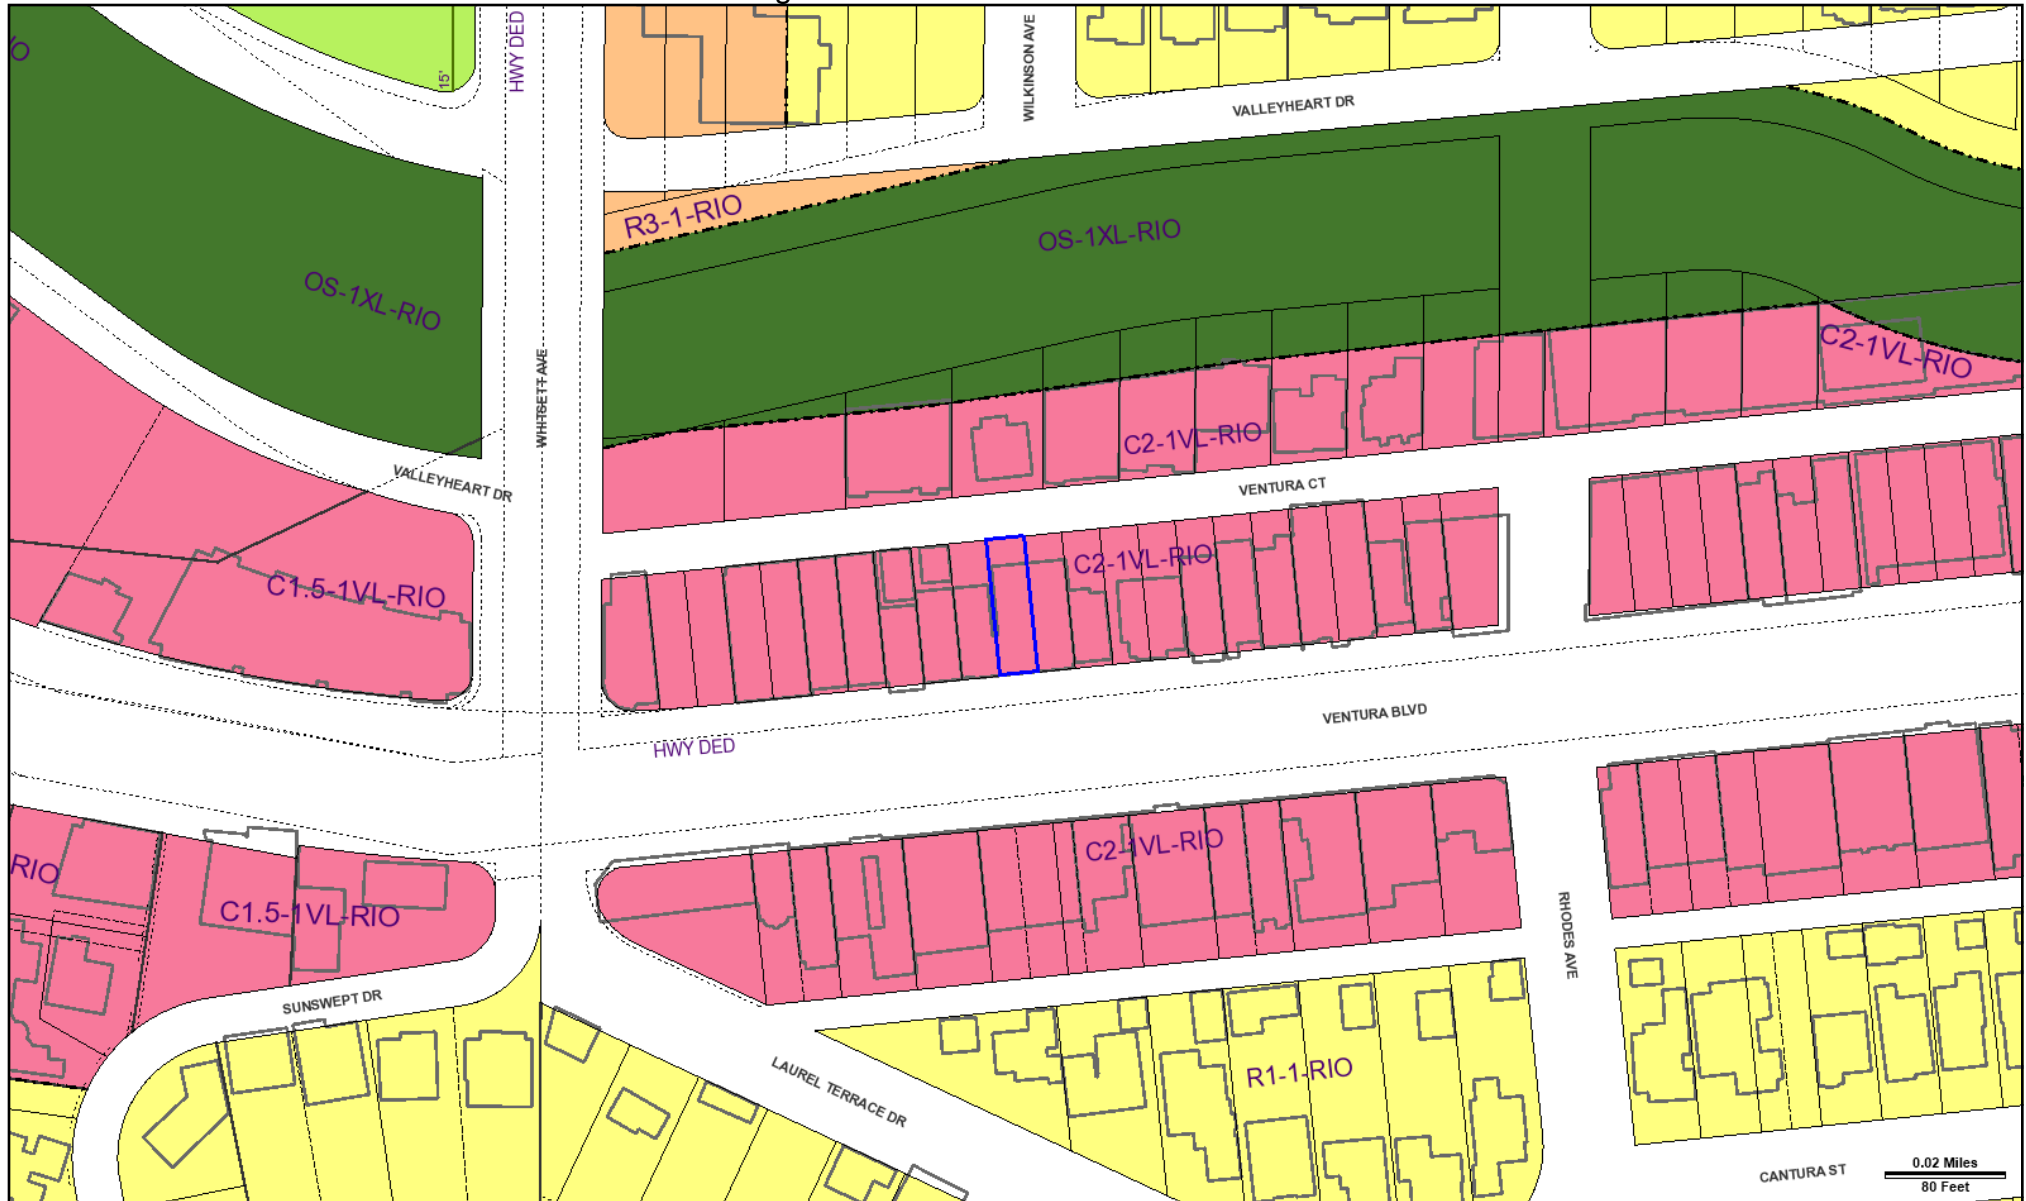 HWY DED
15'
WILKINSON AVE
VALLEYHEART DR
R3-1-RIO
OS-1XL-RIO
OS-1XL-RIO
C2-1VL-RIO
WHITSETT AVE
C2-1VL-RIO
VALLEYHEART DR
VENTURA CT
C2-1VL-RIO
C1.5-1VL-RIO
VENTURA BLVD
HWY DED
C2-1VL-RIO
RIO
C1.5-1VL-RIO
RHODES AVE
SUNSWEPT DR
R1-1-RIO
LAUREL TERRACE DR
CANTURA ST
0.02 Miles
80 Feet